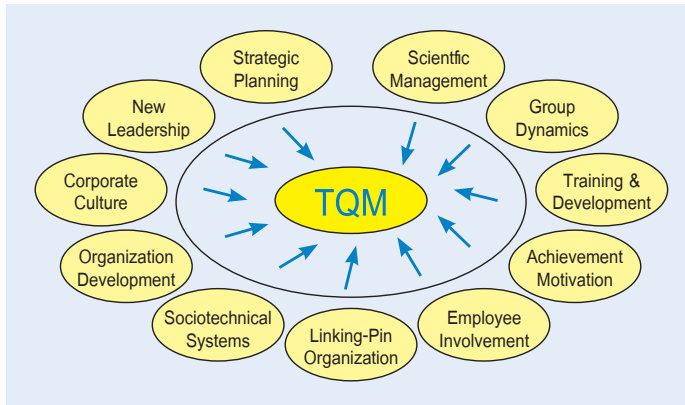 Strategic
Planning
Scientfic
Management
New
Leadership
Group
Dynamics
Corporate
Culture
TQM
Training &
Development
Organization
Development
Achievement
Motivation
Sociotechnical
Systems
Linking-Pin
Organization
Employee
Involvement